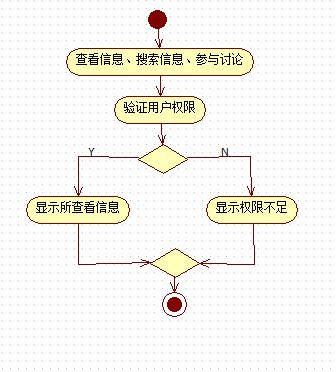 查看信息、搜索信息、参与讨论
验证用户权限
Y
N
显示所查看信息
显示权限不足